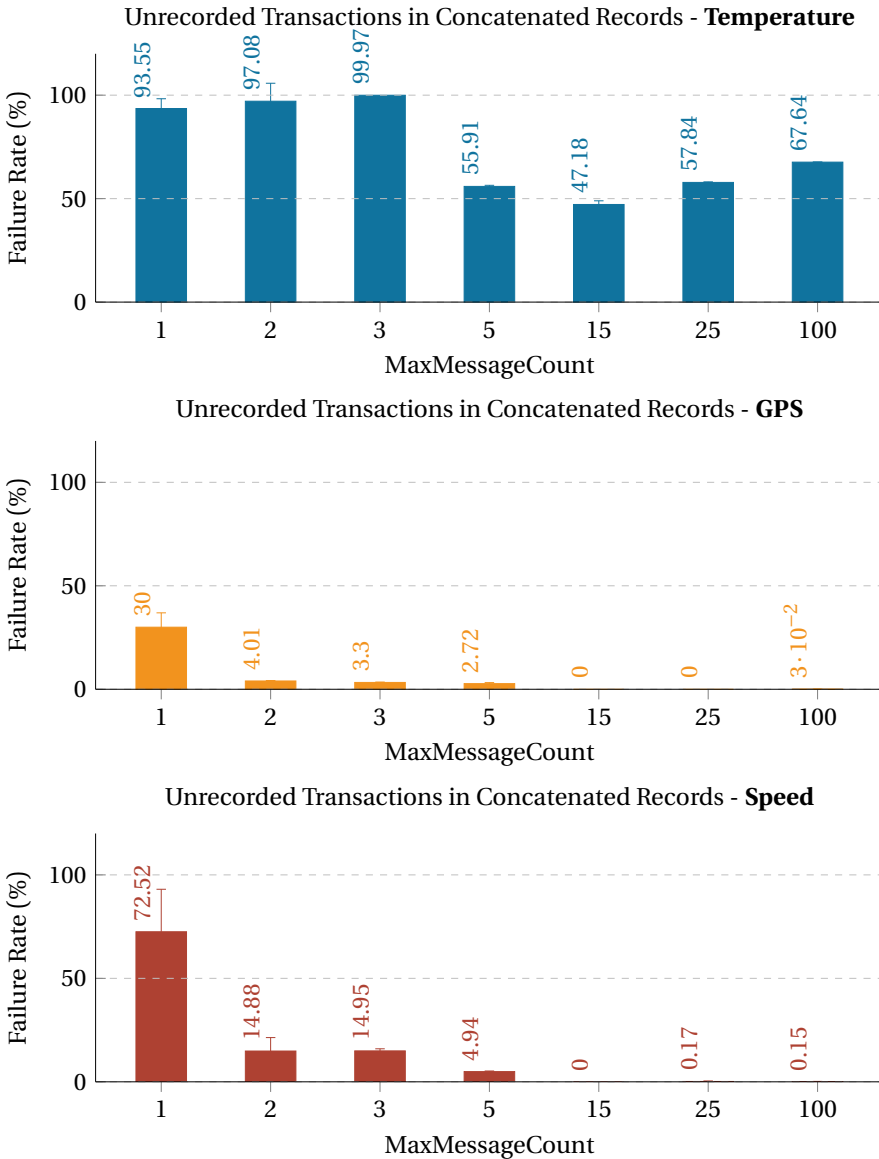 Unrecorded Transactions in Concatenated Records - Temperature
Failure Rate (%)
100
50
0
93.55
97.08
99.97
55.91
47.18
57.84
67.64
1 2 3 5 15 25 100
MaxMessageCount
Unrecorded Transactions in Concatenated Records - GPS
Failure Rate (%)
100
50
0
30
4.01
3.3
2.72
0
0
3 · 10⁻²
1 2 3 5 15 25 100
MaxMessageCount
Unrecorded Transactions in Concatenated Records - Speed
Failure Rate (%)
100
50
0
72.52
14.88
14.95
4.94
0
0.17
0.15
1 2 3 5 15 25 100
MaxMessageCount